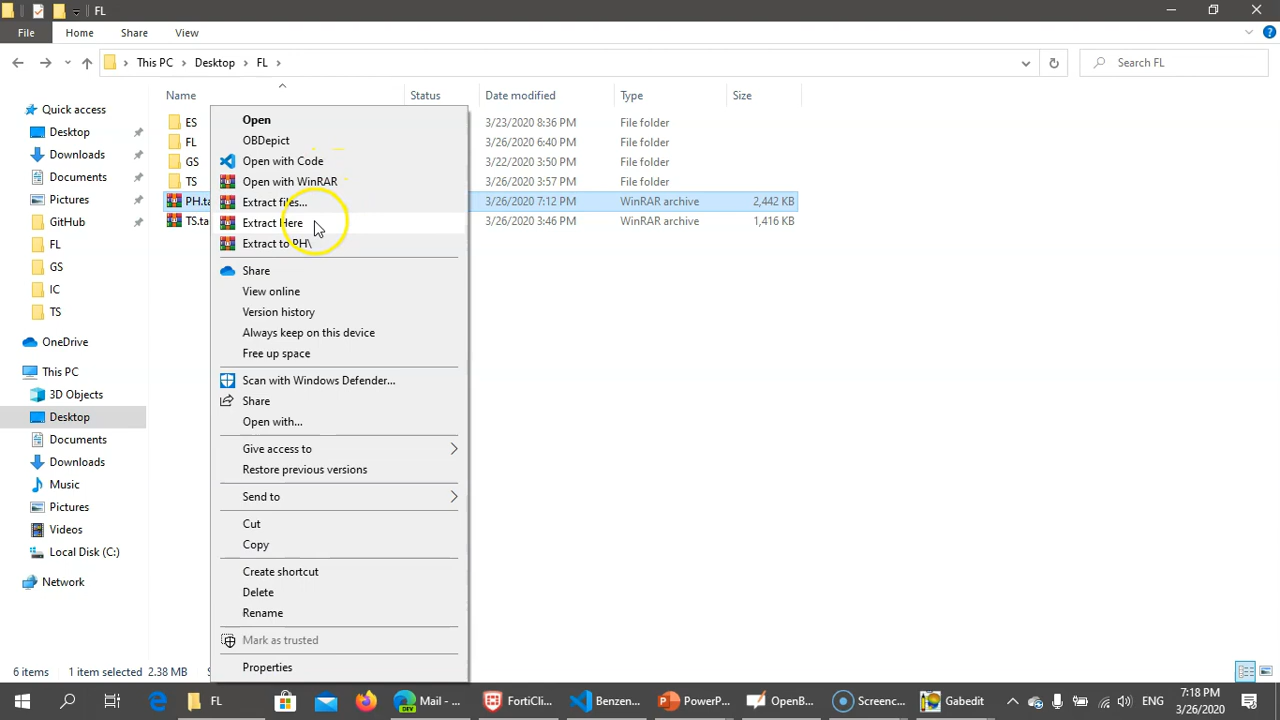 FL
File Home Share View
This PC Desktop FL Search FL
Name Status Date modified Type Size
Quick access
Desktop
Downloads
Documents
Pictures
GitHub
FL
GS
IC
TS
OneDrive
This PC
3D Objects
Desktop
Documents
Downloads
Music
Pictures
Videos
Local Disk (C:)
Network
ES 3/23/2020 8:36 PM File folder
FL 3/26/2020 6:40 PM File folder
GS 3/22/2020 3:50 PM File folder
TS 3/26/2020 3:57 PM File folder
PH.ta 3/26/2020 7:12 PM WinRAR archive 2,442 KB
TS.ta 3/26/2020 3:46 PM WinRAR archive 1,416 KB
Open
OBDepict
Open with Code
Open with WinRAR
Extract files...
Extract Here
Extract to PH\
Share
View online
Version history
Always keep on this device
Free up space
Scan with Windows Defender...
Share
Open with...
Give access to
Restore previous versions
Send to
Cut
Copy
Create shortcut
Delete
Rename
Mark as trusted
Properties
6 items 1 item selected 2.38 MB
FL DEV Mail - ... FortiClie... Benzen... PowerP... OpenB... Screenc... Gabedit ENG 7:18 PM
3/26/2020